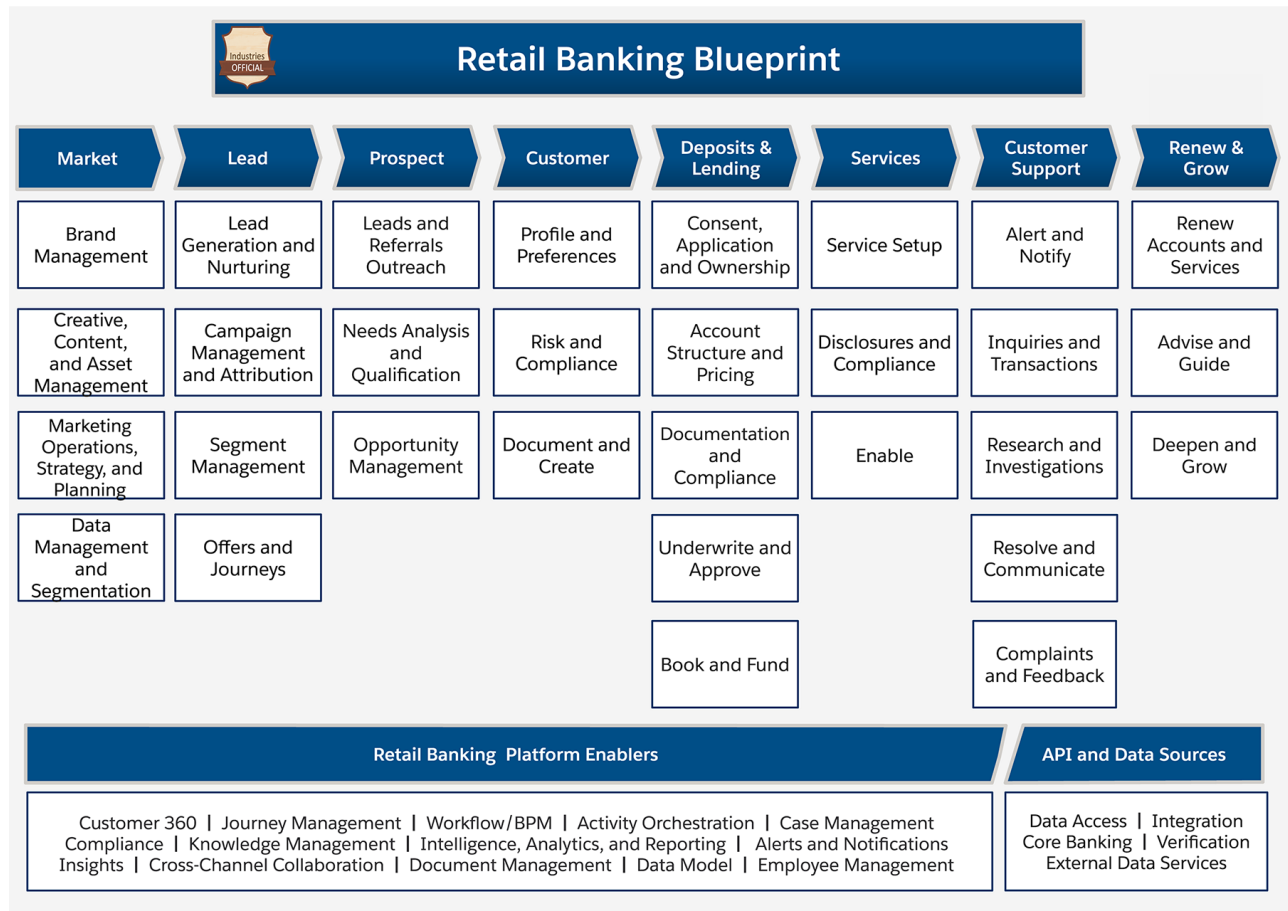 Industries
OFFICIAL
Retail Banking Blueprint
Market
Lead
Prospect
Customer
Deposits &
Lending
Services
Customer
Support
Renew &
Grow
Brand
Management
Lead
Generation and
Nurturing
Leads and
Referrals
Outreach
Profile and
Preferences
Consent,
Application
and Ownership
Service Setup
Alert and
Notify
Renew
Accounts and
Services
Creative,
Content,
and Asset
Management
Campaign
Management
and Attribution
Needs Analysis
and
Qualification
Risk and
Compliance
Account
Structure and
Pricing
Disclosures and
Compliance
Inquiries and
Transactions
Advise and
Guide
Marketing
Operations,
Strategy, and
Planning
Segment
Management
Opportunity
Management
Document and
Create
Documentation
and
Compliance
Enable
Research and
Investigations
Deepen and
Grow
Data
Management
and
Segmentation
Offers and
Journeys
Underwrite and
Approve
Resolve and
Communicate
Book and Fund
Complaints
and Feedback
Retail Banking  Platform Enablers
Customer 360 | Journey Management | Workflow/BPM | Activity Orchestration | Case Management
Compliance | Knowledge Management | Intelligence, Analytics, and Reporting | Alerts and Notifications
Insights | Cross-Channel Collaboration | Document Management | Data Model | Employee Management
API and Data Sources
Data Access | Integration
Core Banking | Verification
External Data Services